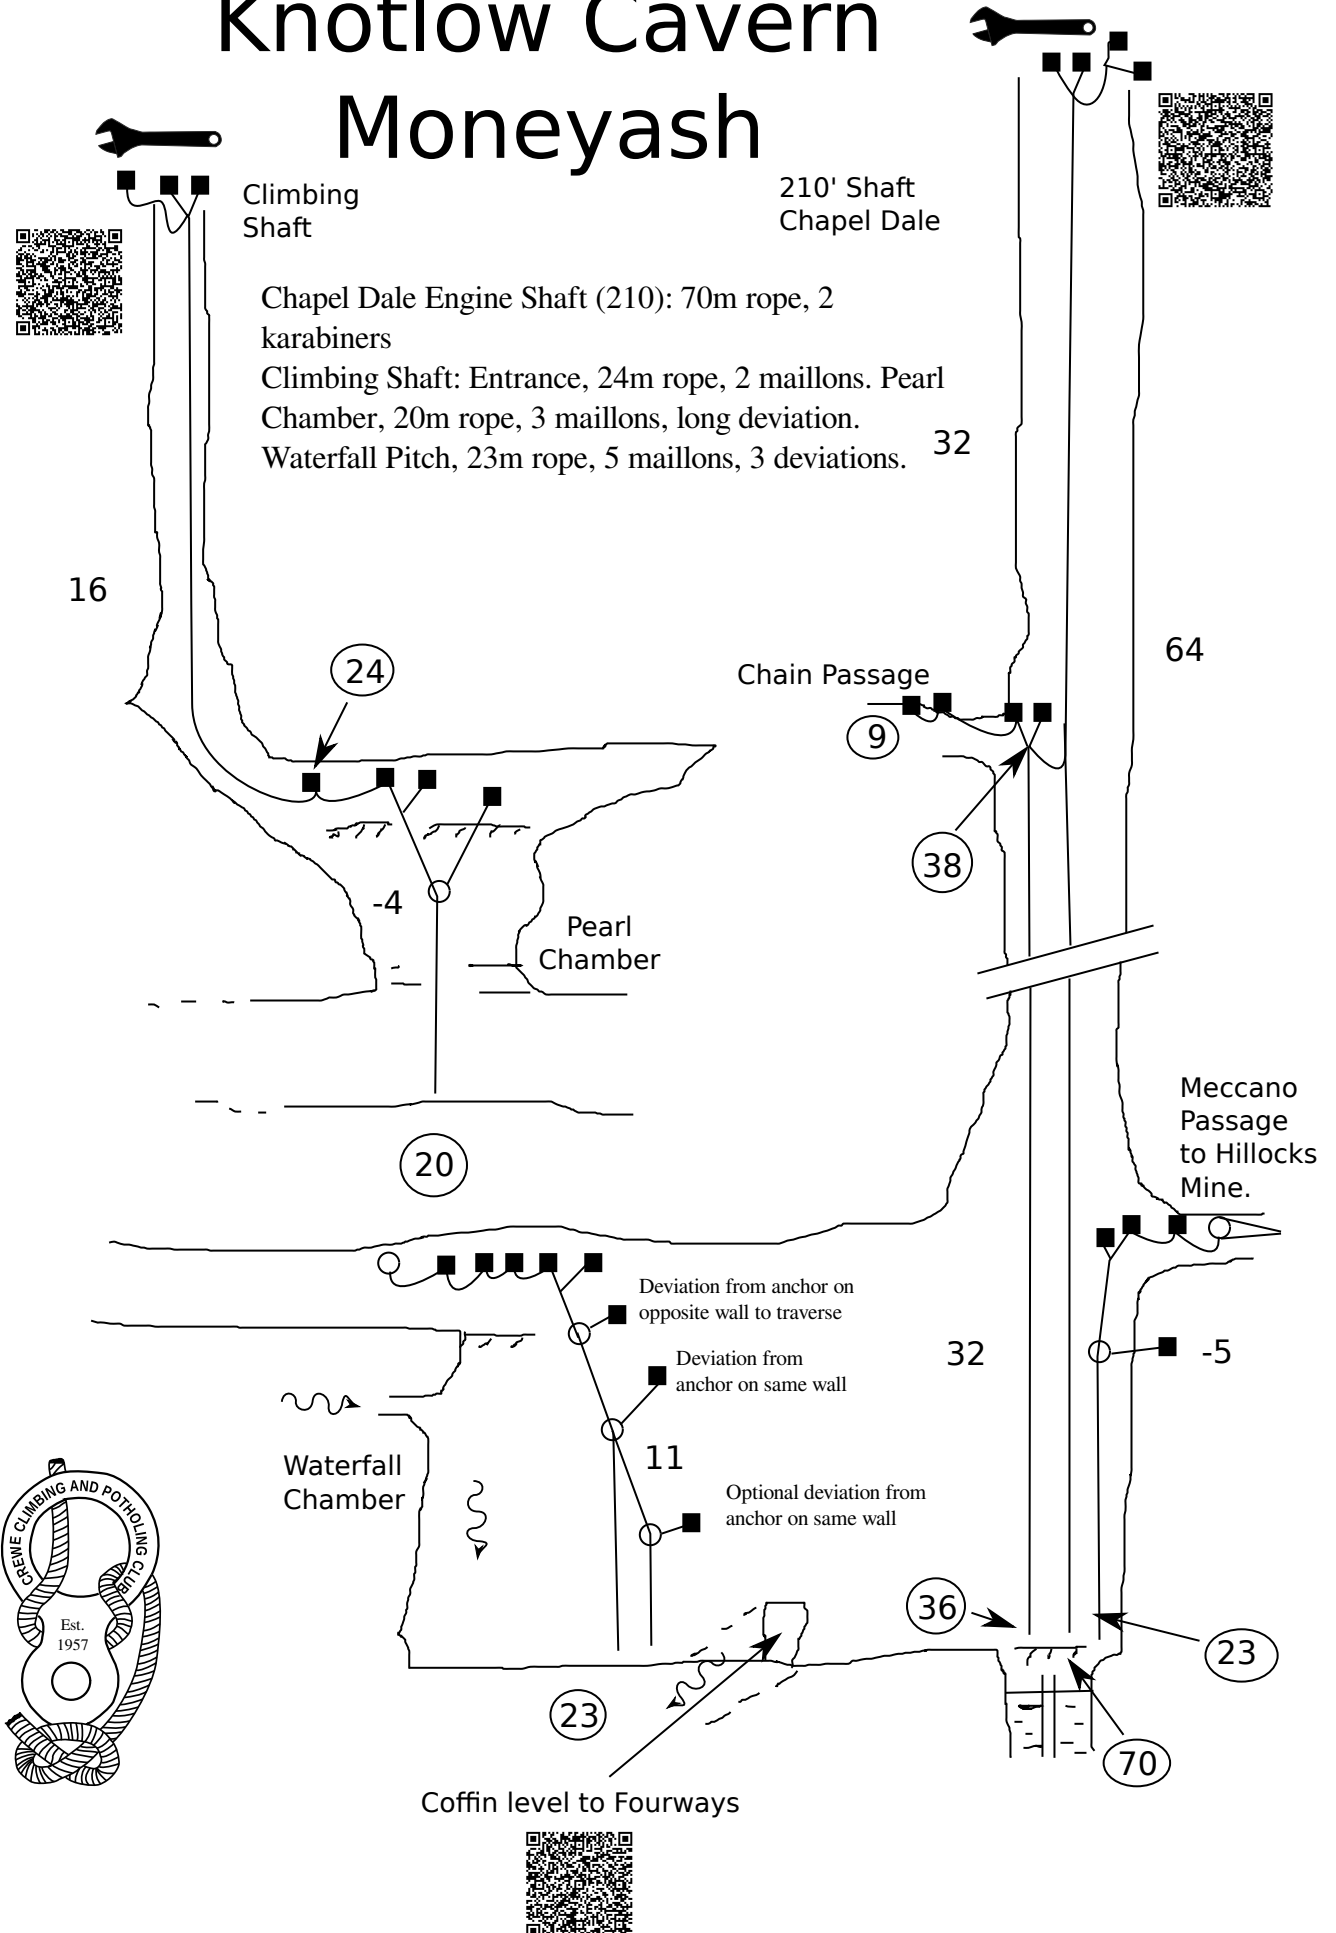 Knotlow Cavern
Moneyash
Climbing
Shaft
210' Shaft
Chapel Dale
Chapel Dale Engine Shaft (210): 70m rope, 2
karabiners
Climbing Shaft: Entrance, 24m rope, 2 maillons. Pearl
Chamber, 20m rope, 3 maillons, long deviation.
Waterfall Pitch, 23m rope, 5 maillons, 3 deviations.
32
16
64
24
Chain Passage
9
38
-4
Pearl
Chamber
Meccano
Passage
to Hillocks
Mine.
20
Deviation from anchor on
opposite wall to traverse
Deviation from
anchor on same wall
32
-5
11
Waterfall
Chamber
Optional deviation from
anchor on same wall
CREWE CLIMBING AND POTHOLING CLUB
Est.
1957
36
23
23
70
Coffin level to Fourways